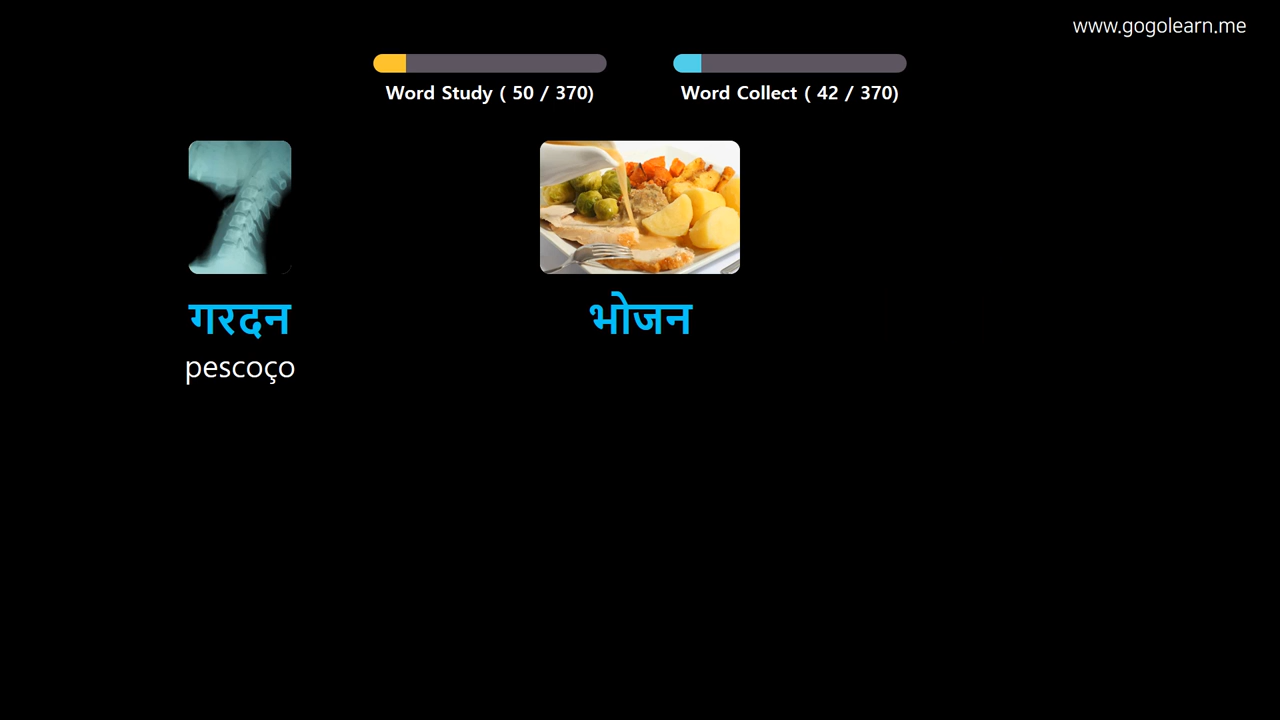 www.gogolearn.me
Word Study ( 50 / 370)
Word Collect ( 42 / 370)
गरदन
भोजन
pescoço